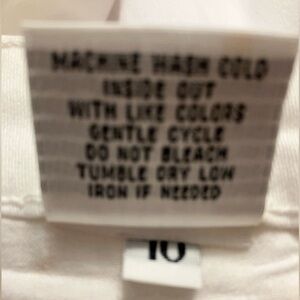 MACHINE WASH COLD
INSIDE OUT
WITH LIKE COLORS
GENTLE CYCLE
DO NOT BLEACH
TUMBLE DRY LOW
IRON IF NEEDED
10